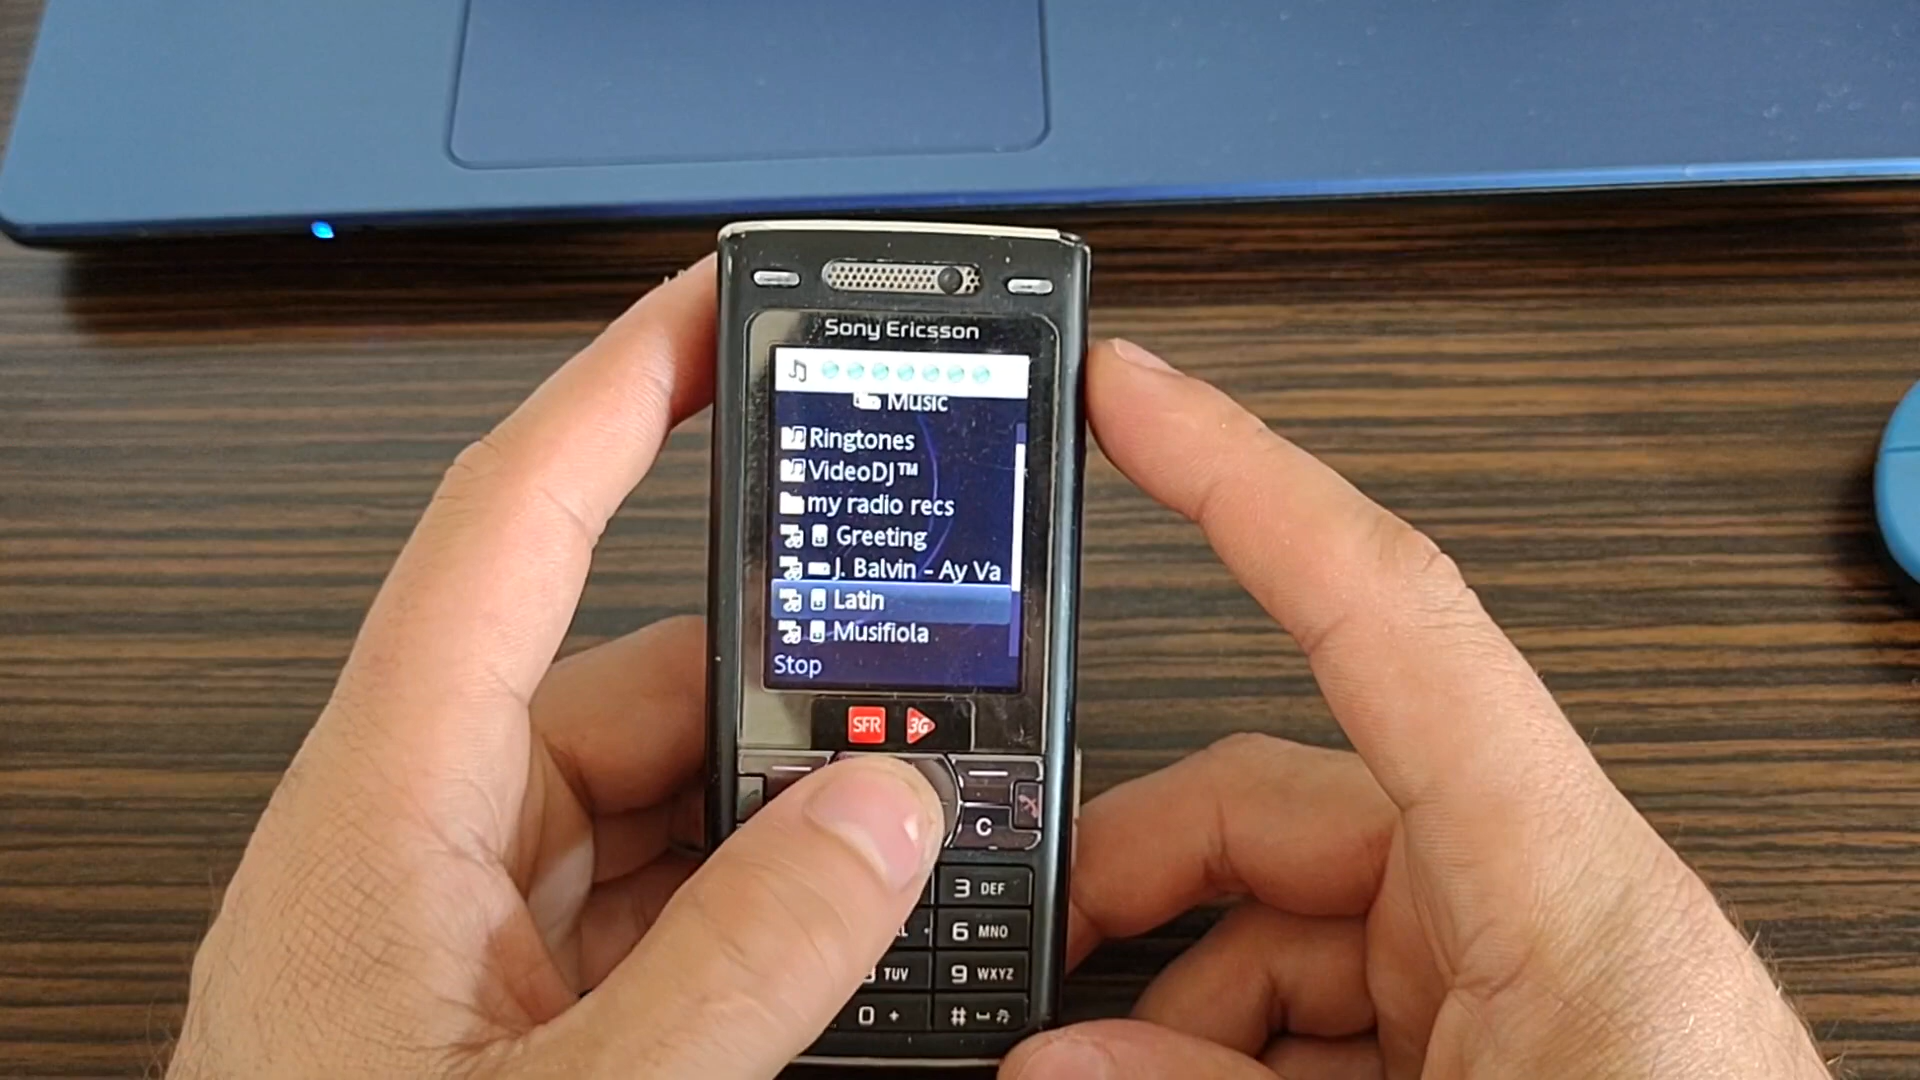 Sony Ericsson
Music
Ringtones
VideoDJ™
my radio recs
Greeting
J. Balvin - Ay Va
Latin
Musifiola
Stop
SFR 3G
C
3 DEF
6 MNO
TUV 9 WXYZ
0 + #